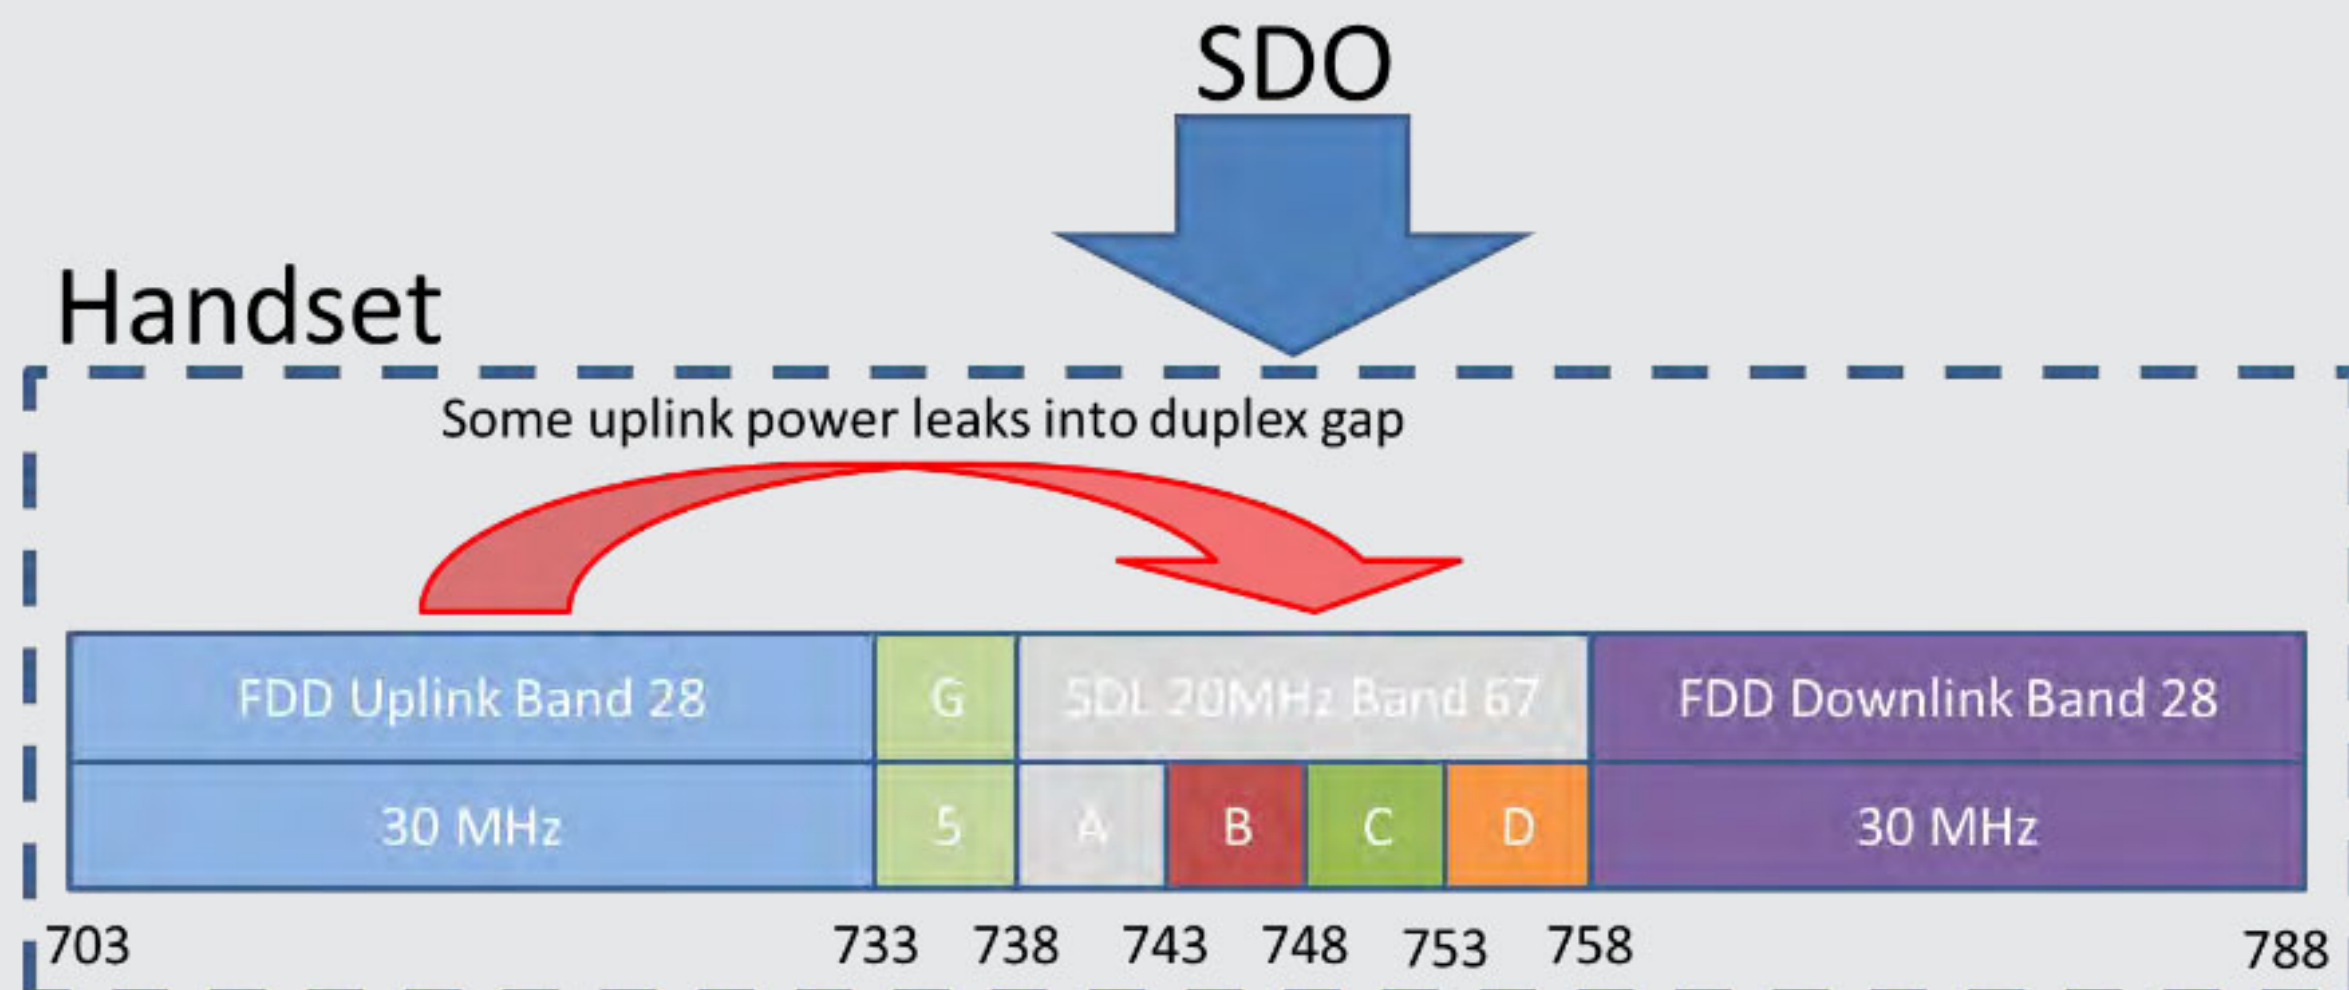 SDO
Handset
Some uplink power leaks into duplex gap
FDD Uplink Band 28 G SDL 20MHz Band 67 FDD Downlink Band 28
30 MHz 5 A B C D 30 MHz
703 733 738 743 748 753 758 788